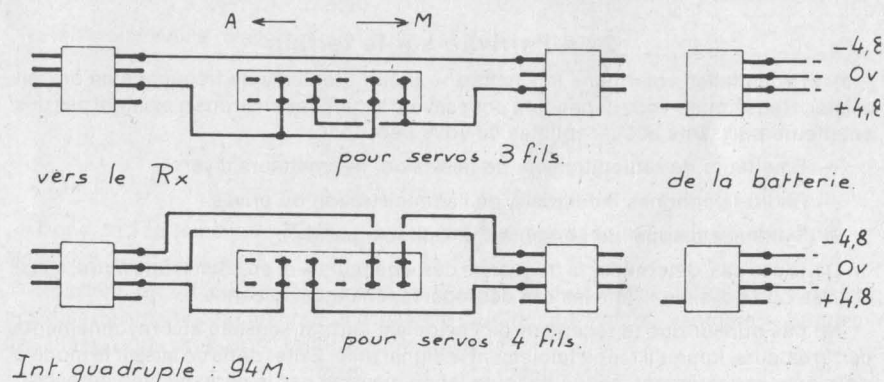 A M
-4,8
0v
+4,8
pour servos 3 fils.
vers le Rx
de la batterie.
-4,8
0v
+4,8
pour servos 4 fils.
Int. quadruple : 94M.